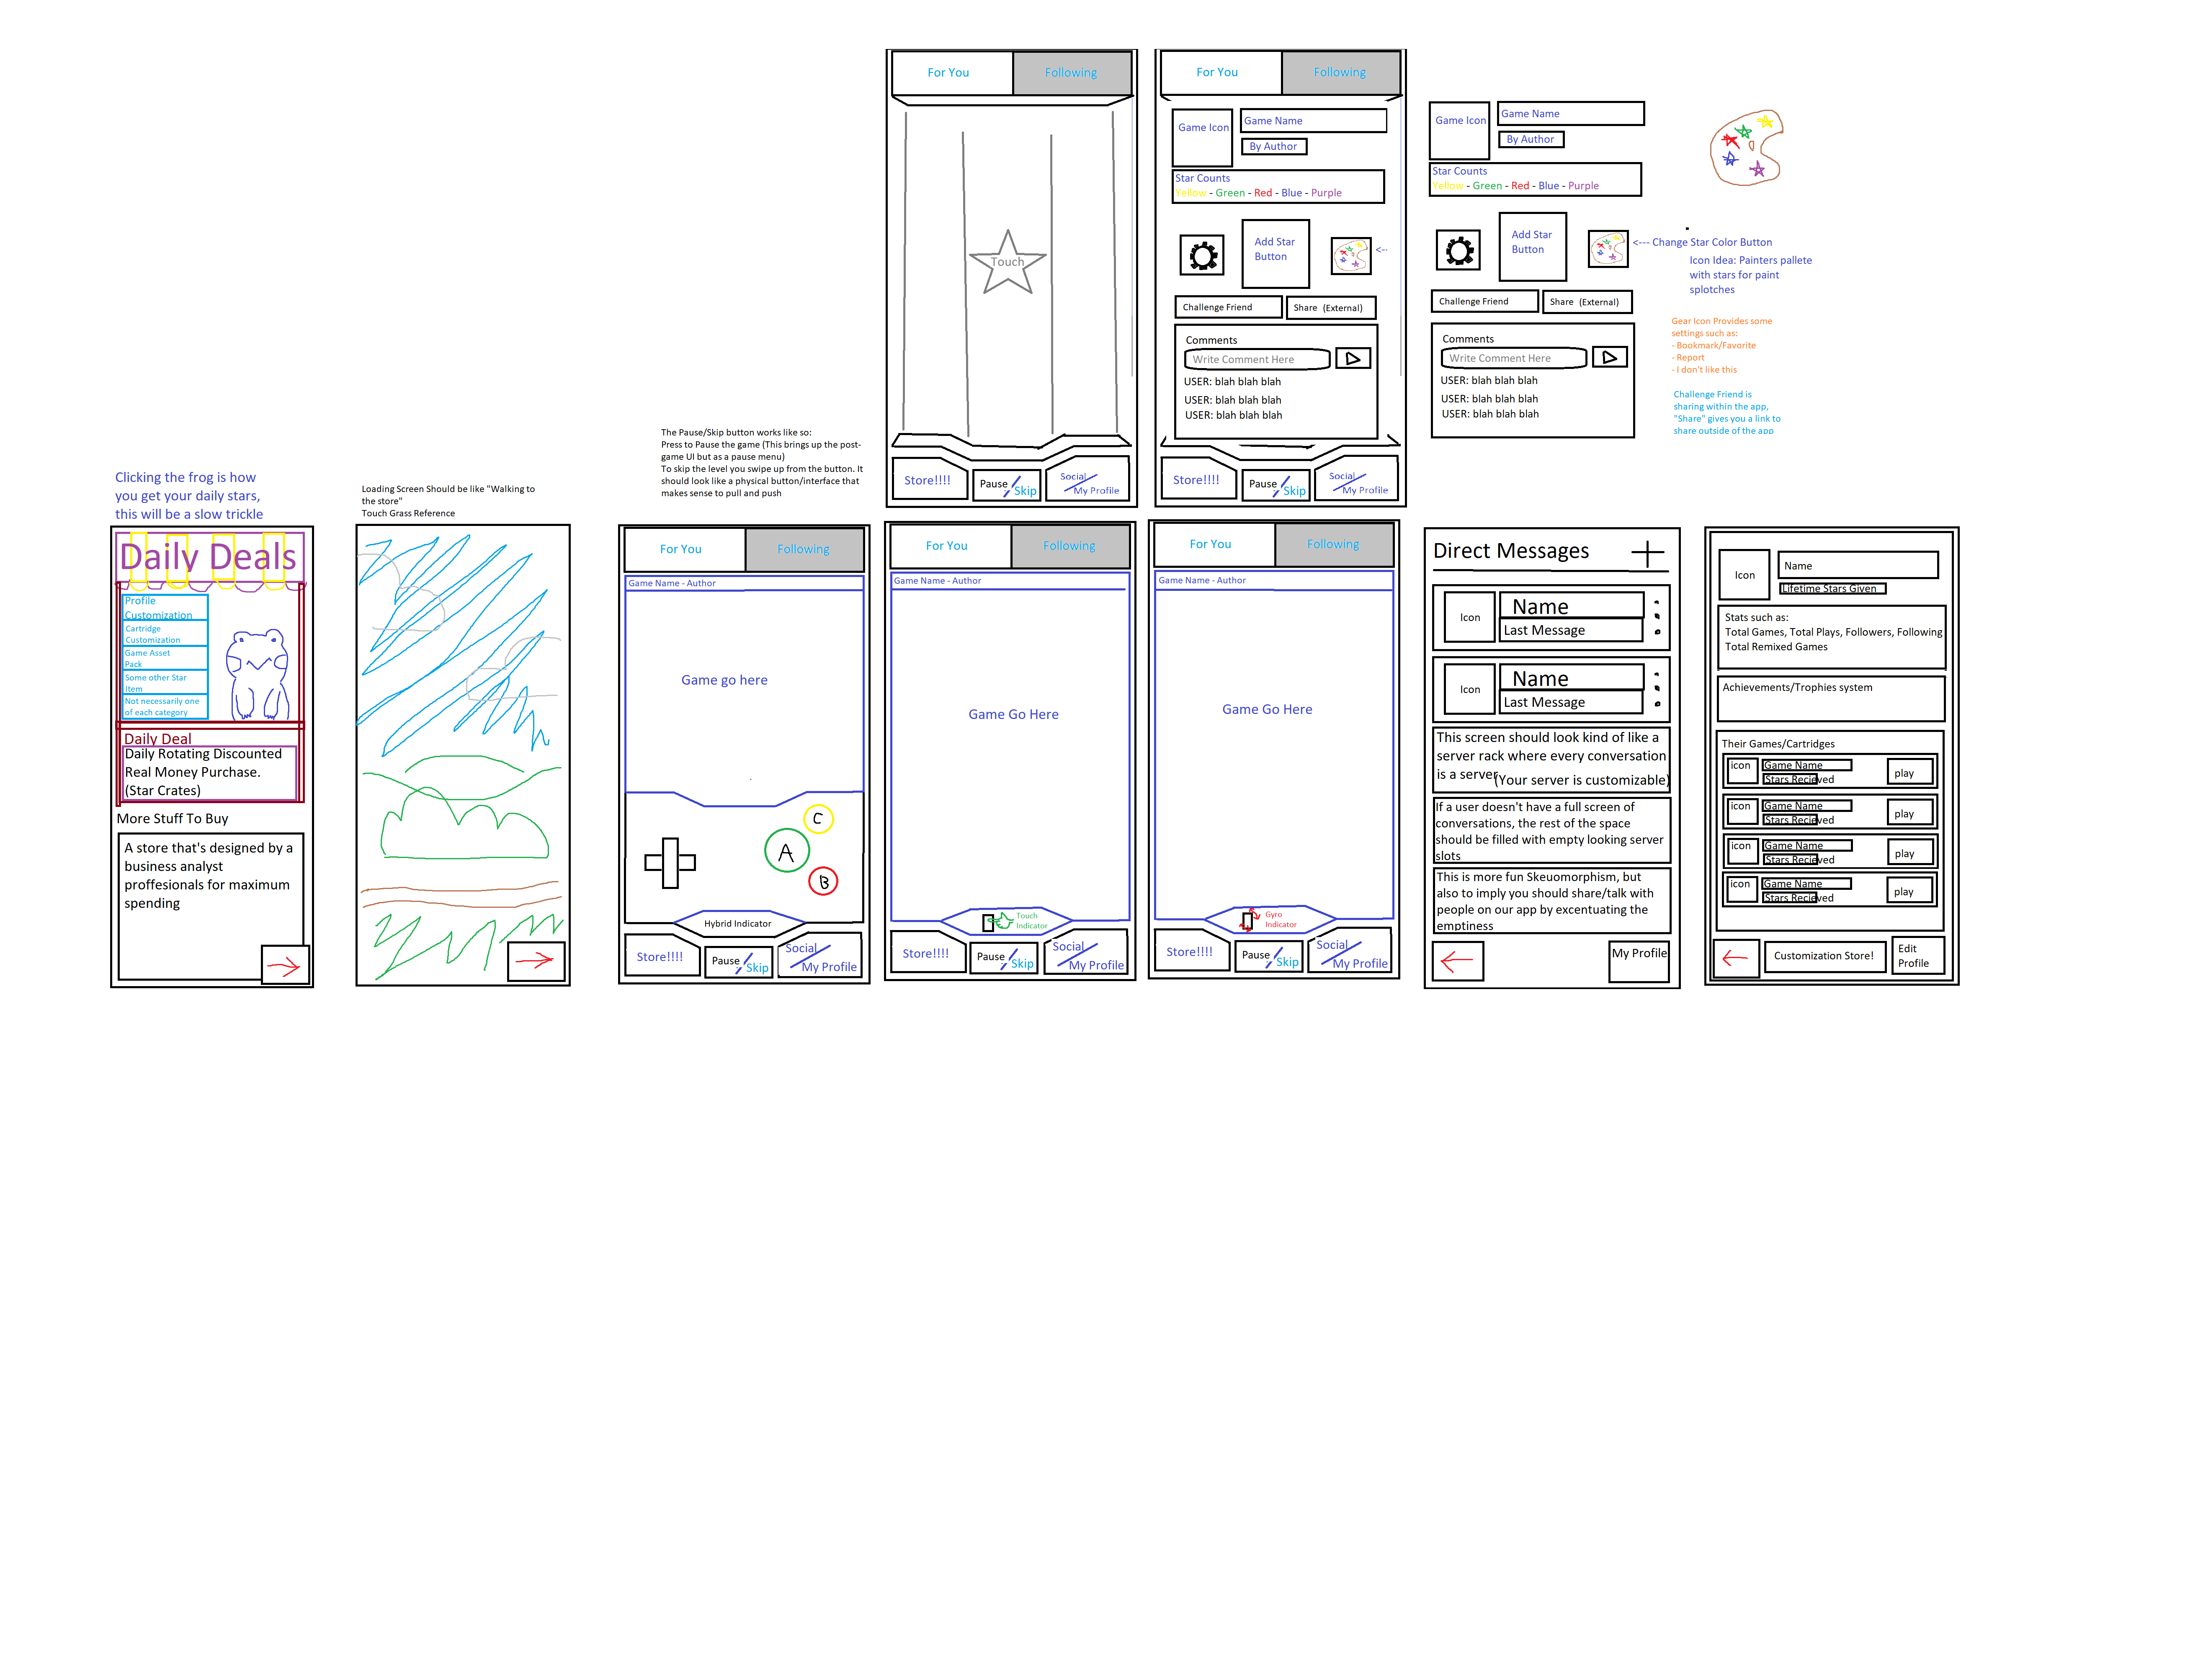 For You
Following
Touch
Store!!!!
Pause
Skip
Social
My Profile
For You
Following
Game Icon
Game Name
By Author
Star Counts
Yellow - Green - Red - Blue - Purple
Add Star
Button
<--
Challenge Friend
Share (External)
Comments
Write Comment Here
USER: blah blah blah
USER: blah blah blah
USER: blah blah blah
Store!!!!
Pause
Skip
Social
My Profile
Game Icon
Game Name
By Author
Star Counts
Yellow - Green - Red - Blue - Purple
Add Star
Button
<--- Change Star Color Button
Icon Idea: Painters pallete
with stars for paint
splotches
Challenge Friend
Share (External)
Comments
Write Comment Here
USER: blah blah blah
USER: blah blah blah
USER: blah blah blah
Gear Icon Provides some
settings such as:
- Bookmark/Favorite
- Report
- I don't like this
Challenge Friend is
sharing within the app,
"Share" gives you a link to
share outside of the app
The Pause/Skip button works like so:
Press to Pause the game (This brings up the post-
game UI but as a pause menu)
To skip the level you swipe up from the button. It
should look like a physical button/interface that
makes sense to pull and push
Clicking the frog is how
you get your daily stars,
this will be a slow trickle
Daily Deals
Profile
Customization
Cartridge
Customization
Game Asset
Pack
Some other Star
Item
Not necessarily one
of each category
Daily Deal
Daily Rotating Discounted
Real Money Purchase.
(Star Crates)
More Stuff To Buy
A store that's designed by a
business analyst
proffesionals for maximum
spending
Loading Screen Should be like "Walking to
the store"
Touch Grass Reference
For You
Following
Game Name - Author
Game go here
C
A
B
Hybrid Indicator
Store!!!!
Pause
Skip
Social
My Profile
For You
Following
Game Name - Author
Game Go Here
Touch
Indicator
Store!!!!
Pause
Skip
Social
My Profile
For You
Following
Game Name - Author
Game Go Here
Gyro
Indicator
Store!!!!
Pause
Skip
Social
My Profile
Direct Messages
Icon
Name
Last Message
Icon
Name
Last Message
This screen should look kind of like a
server rack where every conversation
is a server
(Your server is customizable)
If a user doesn't have a full screen of
conversations, the rest of the space
should be filled with empty looking server
slots
This is more fun Skeuomorphism, but
also to imply you should share/talk with
people on our app by excentuating the
emptiness
My Profile
Icon
Name
Lifetime Stars Given
Stats such as:
Total Games, Total Plays, Followers, Following
Total Remixed Games
Achievements/Trophies system
Their Games/Cartridges
icon
Game Name
Stars Recieved
play
icon
Game Name
Stars Recieved
play
icon
Game Name
Stars Recieved
play
icon
Game Name
Stars Recieved
play
Customization Store!
Edit
Profile